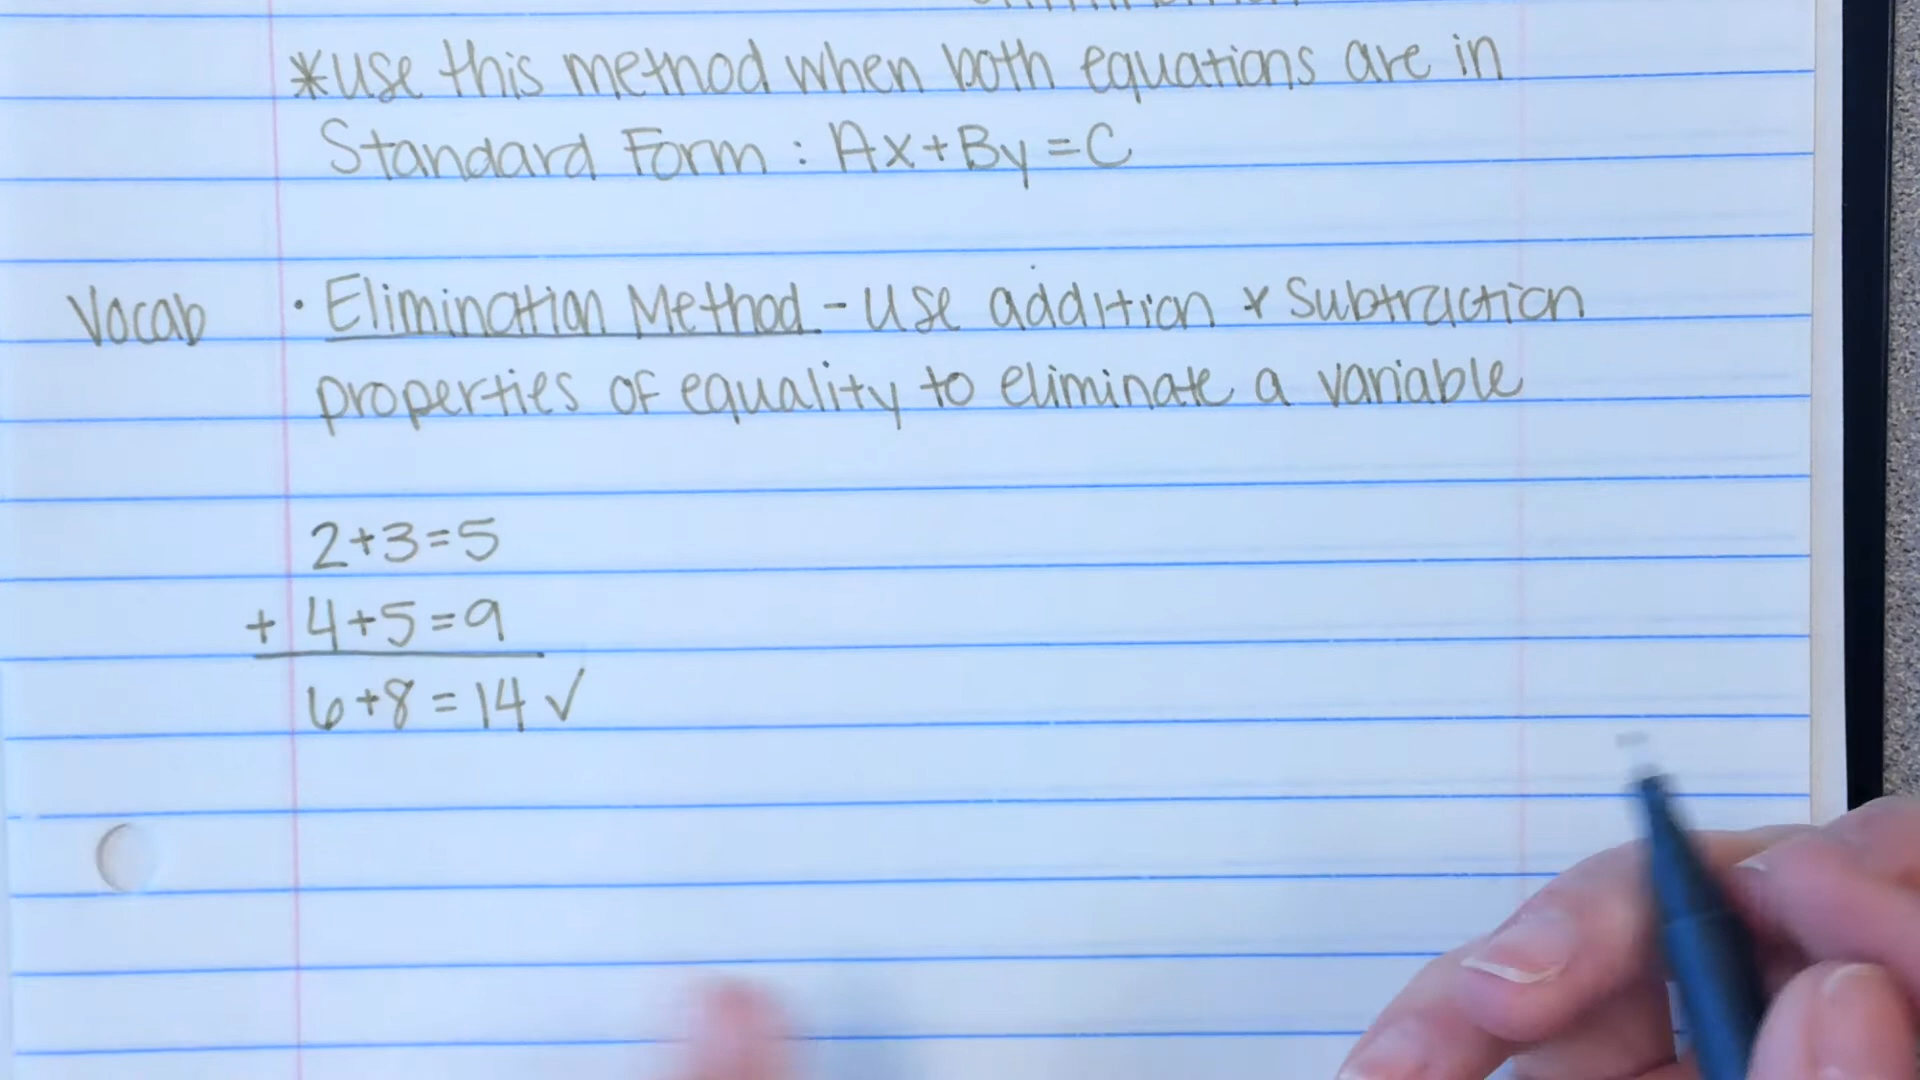 *use this method when both equations are in
Standard Form : Ax+By=C
Vocab · Elimination Method - Use addition & Subtraction
properties of equality to eliminate a variable
2+3=5
+ 4+5=9
6+8=14 ✓